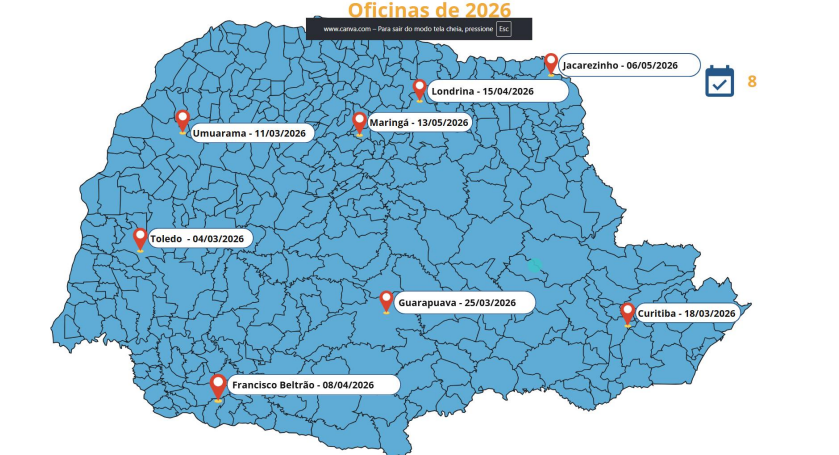 Oficinas de 2026
www.canva.com – Para sair do modo tela cheia, pressione Esc
Jacarezinho - 06/05/2026
8
Londrina - 15/04/2026
Maringá - 13/05/2026
Umuarama - 11/03/2026
Toledo - 04/03/2026
Guarapuava - 25/03/2026
Curitiba - 18/03/2026
Francisco Beltrão - 08/04/2026